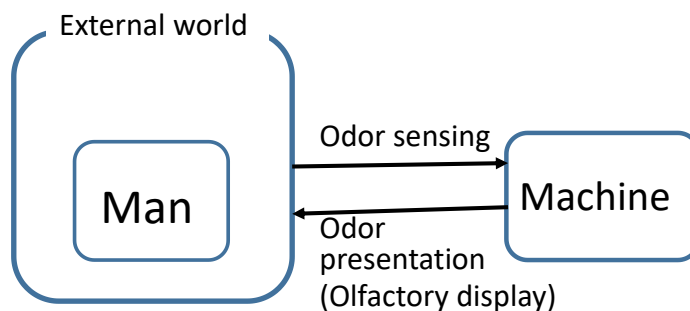 External world
Odor sensing
Man
Machine
Odor
presentation
(Olfactory display)